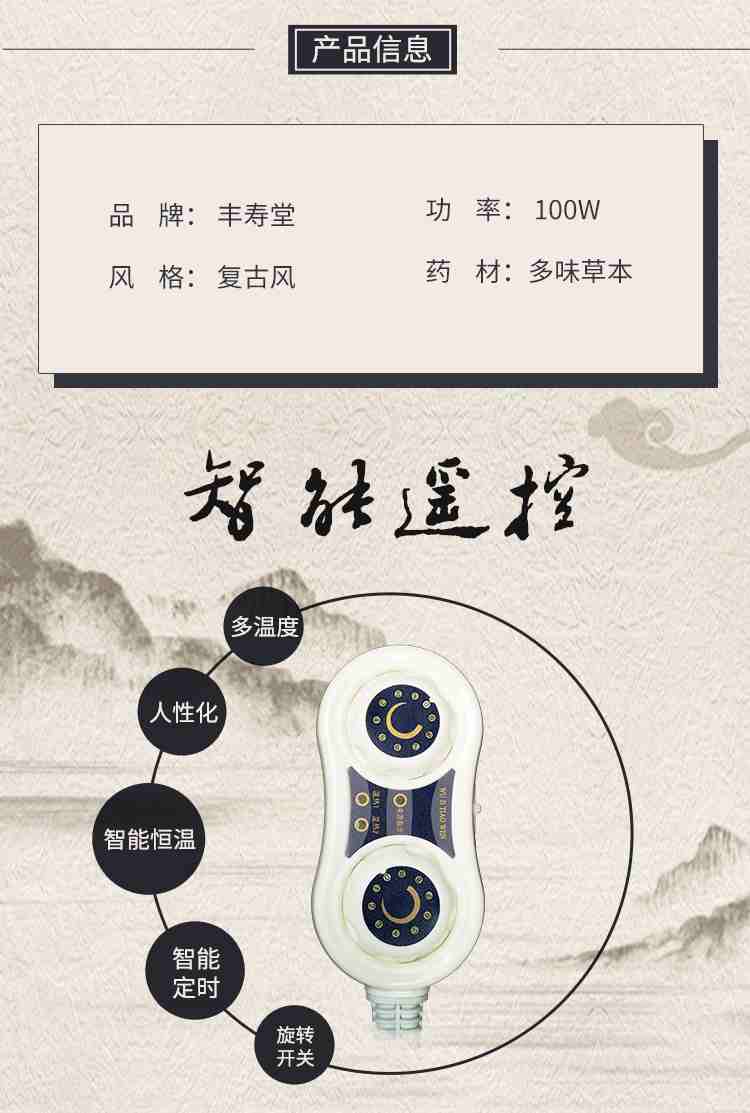 产品信息
品 牌： 丰寿堂
功 率： 100W
风 格： 复古风
药 材：多味草本
智能遥控
多温度
人性化
智能恒温
智能
定时
旋转
开关